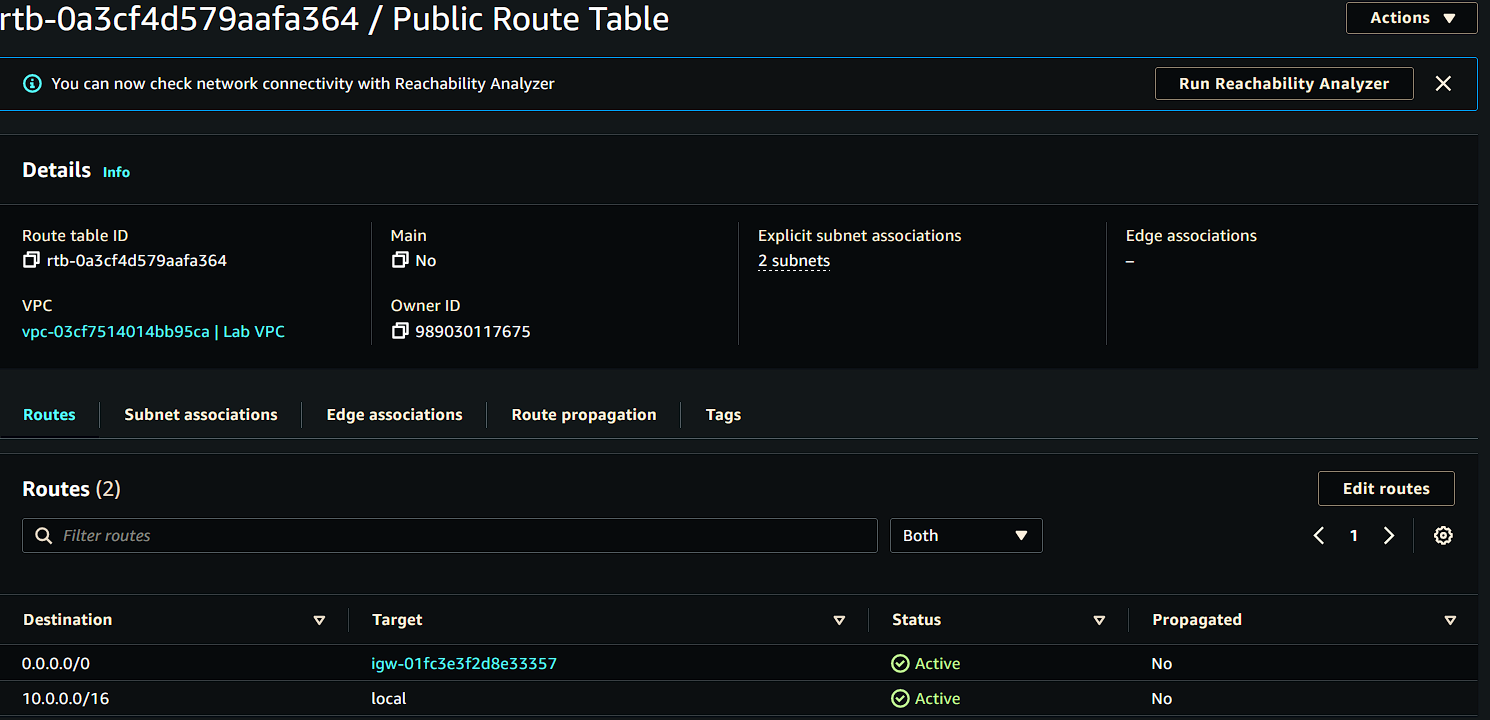 rtb-0a3cf4d579aafa364 / Public Route Table
Actions
You can now check network connectivity with Reachability Analyzer
Run Reachability Analyzer
Details Info
Route table ID
rtb-0a3cf4d579aafa364
Main
No
Explicit subnet associations
2 subnets
Edge associations
–
VPC
vpc-03cf7514014bb95ca | Lab VPC
Owner ID
989030117675
Routes
Subnet associations
Edge associations
Route propagation
Tags
Routes (2)
Edit routes
Filter routes
Both
1
Destination Target Status Propagated
0.0.0.0/0 igw-01fc3e3f2d8e33357 Active No
10.0.0.0/16 local Active No